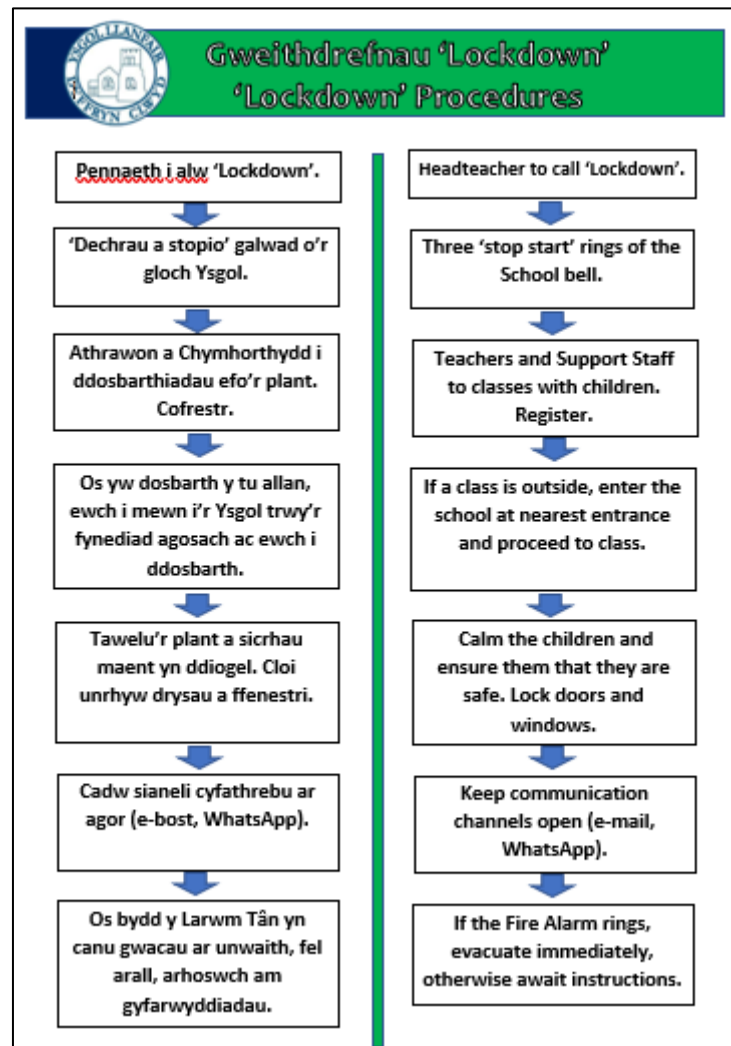 YSGOL LLANFAIR
DYFFRYN CLWYD
Gweithdrefnau ‘Lockdown’
‘Lockdown’ Procedures
Pennaeth i alw ‘Lockdown’.
‘Dechrau a stopio’ galwad o’r
gloch Ysgol.
Athrawon a Chymhorthydd i
ddosbarthiadau efo’r plant.
Cofrestr.
Os yw dosbarth y tu allan,
ewch i mewn i’r Ysgol trwy’r
fynediad agosach ac ewch i
ddosbarth.
Tawelu’r plant a sicrhau
maent yn ddiogel. Cloi
unrhyw drysau a ffenestri.
Cadw sianeli cyfathrebu ar
agor (e-bost, WhatsApp).
Os bydd y Larwm Tân yn
canu gwacau ar unwaith, fel
arall, arhoswch am
gyfarwyddiadau.
Headteacher to call ‘Lockdown’.
Three ‘stop start’ rings of the
School bell.
Teachers and Support Staff
to classes with children.
Register.
If a class is outside, enter the
school at nearest entrance
and proceed to class.
Calm the children and
ensure them that they are
safe. Lock doors and
windows.
Keep communication
channels open (e-mail,
WhatsApp).
If the Fire Alarm rings,
evacuate immediately,
otherwise await instructions.